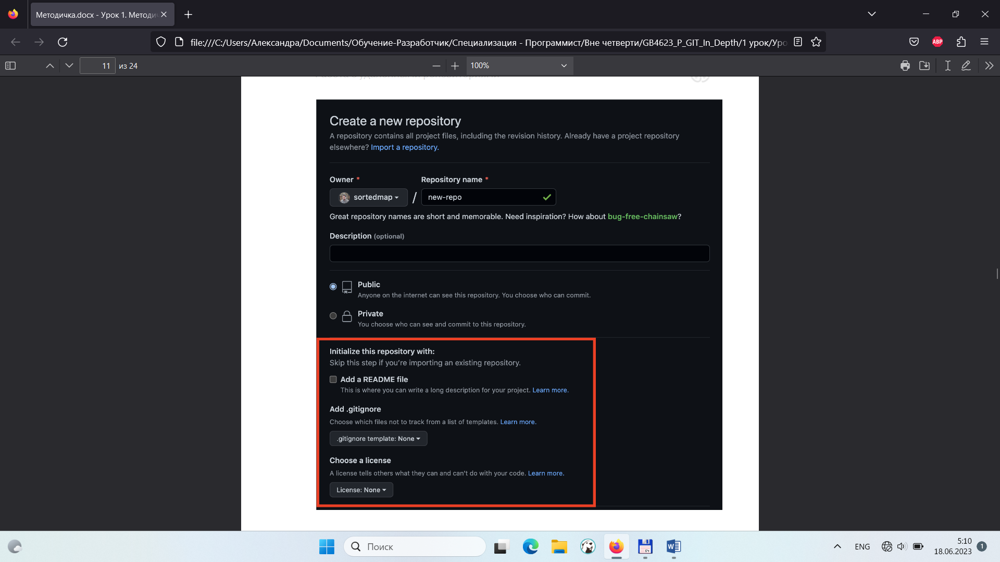 Методичка.docx - Урок 1. Методи
file:///C:/Users/Александра/Documents/Обучение-Разработчик/Специализация - Программист/Вне четверти/GB4623_P_GIT_In_Depth/1 урок/Уро
ABP
11 из 24
100%
Create a new repository
A repository contains all project files, including the revision history. Already have a project repository
elsewhere? Import a repository.
Owner * Repository name *
sortedmap / new-repo
Great repository names are short and memorable. Need inspiration? How about bug-free-chainsaw?
Description (optional)
Public
Anyone on the internet can see this repository. You choose who can commit.
Private
You choose who can see and commit to this repository.
Initialize this repository with:
Skip this step if you're importing an existing repository.
Add a README file
This is where you can write a long description for your project. Learn more.
Add .gitignore
Choose which files not to track from a list of templates. Learn more.
.gitignore template: None
Choose a license
A license tells others what they can and can't do with your code. Learn more.
License: None
Поиск
64
W
ENG
5:10
18.06.2023
1